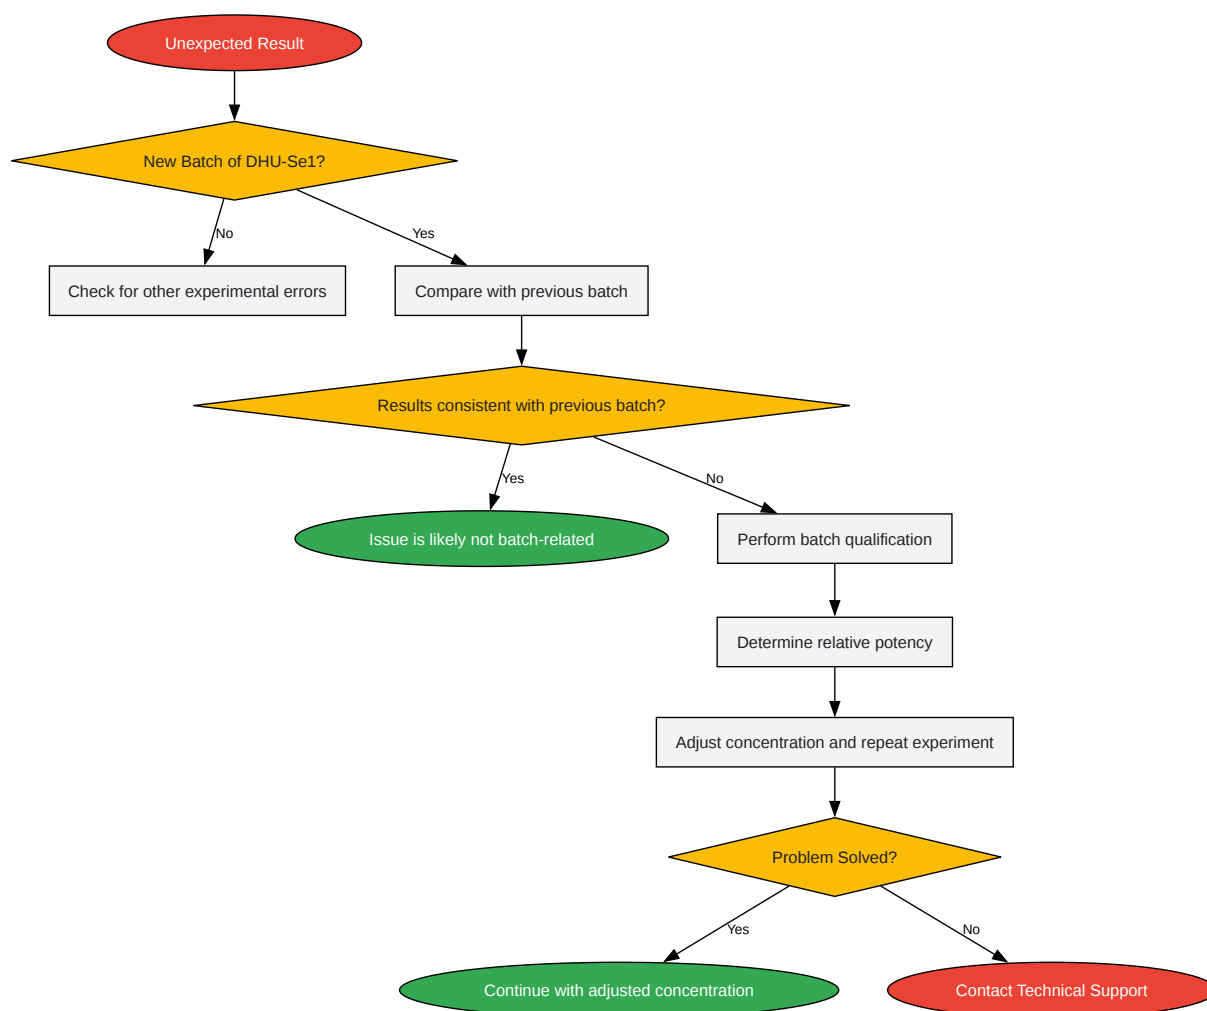 Unexpected Result
New Batch of DHU-Se1?
No
Yes
Check for other experimental errors
Compare with previous batch
Results consistent with previous batch?
Yes
No
Issue is likely not batch-related
Perform batch qualification
Determine relative potency
Adjust concentration and repeat experiment
Problem Solved?
Yes
No
Continue with adjusted concentration
Contact Technical Support